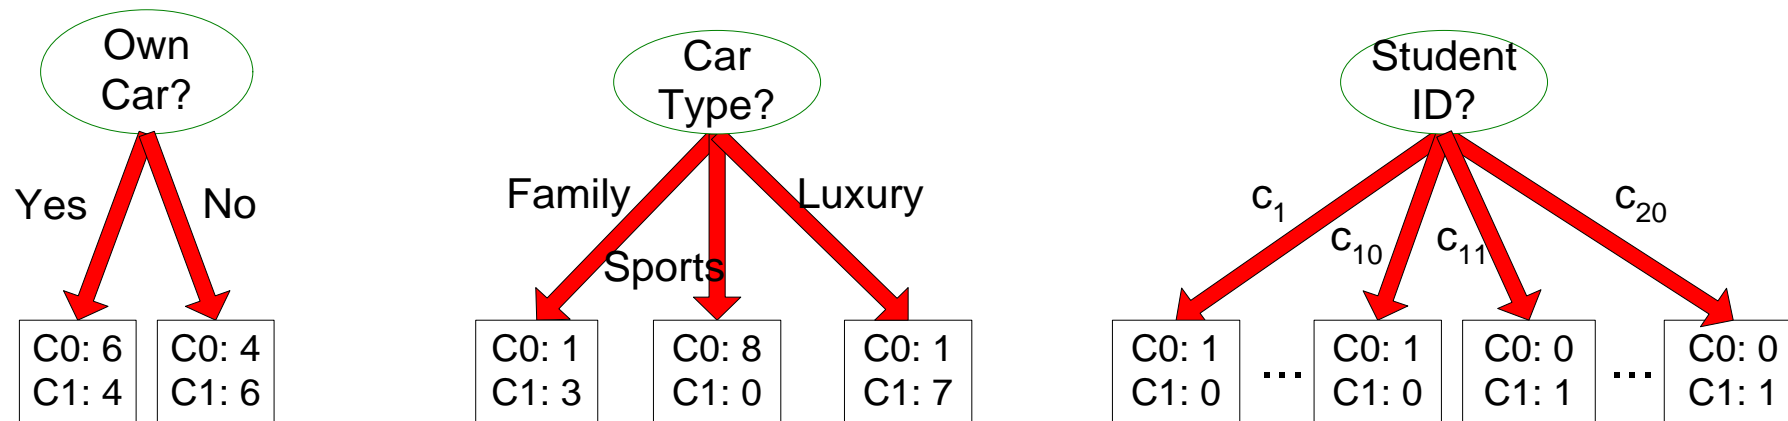 Own
Car?
Yes
No
C0: 6
C1: 4
C0: 4
C1: 6
Car
Type?
Family
Sports
Luxury
C0: 1
C1: 3
C0: 8
C1: 0
C0: 1
C1: 7
Student
ID?
c1
c10
c11
c20
C0: 1
C1: 0
...
C0: 1
C1: 0
C0: 0
C1: 1
...
C0: 0
C1: 1